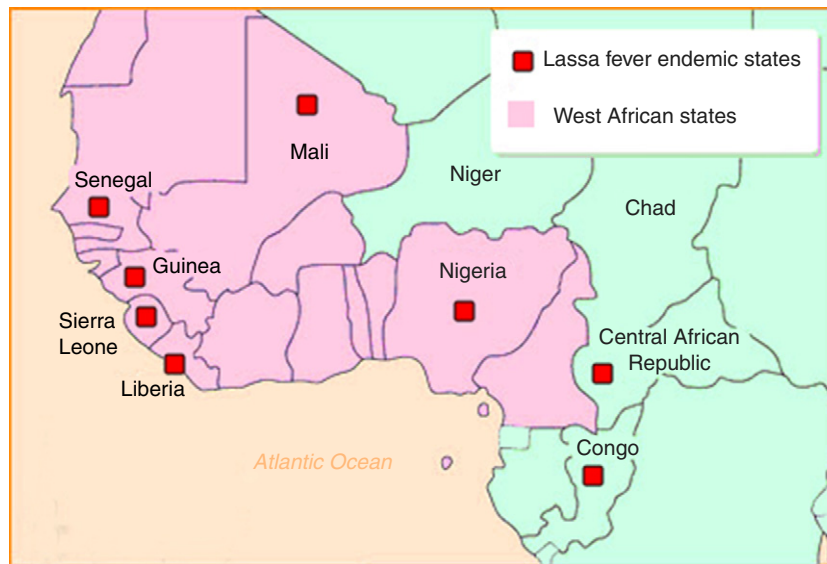 Lassa fever endemic states
West African states
Mali
Niger
Senegal
Chad
Guinea
Nigeria
Sierra
Leone
Central African
Republic
Liberia
Congo
Atlantic Ocean